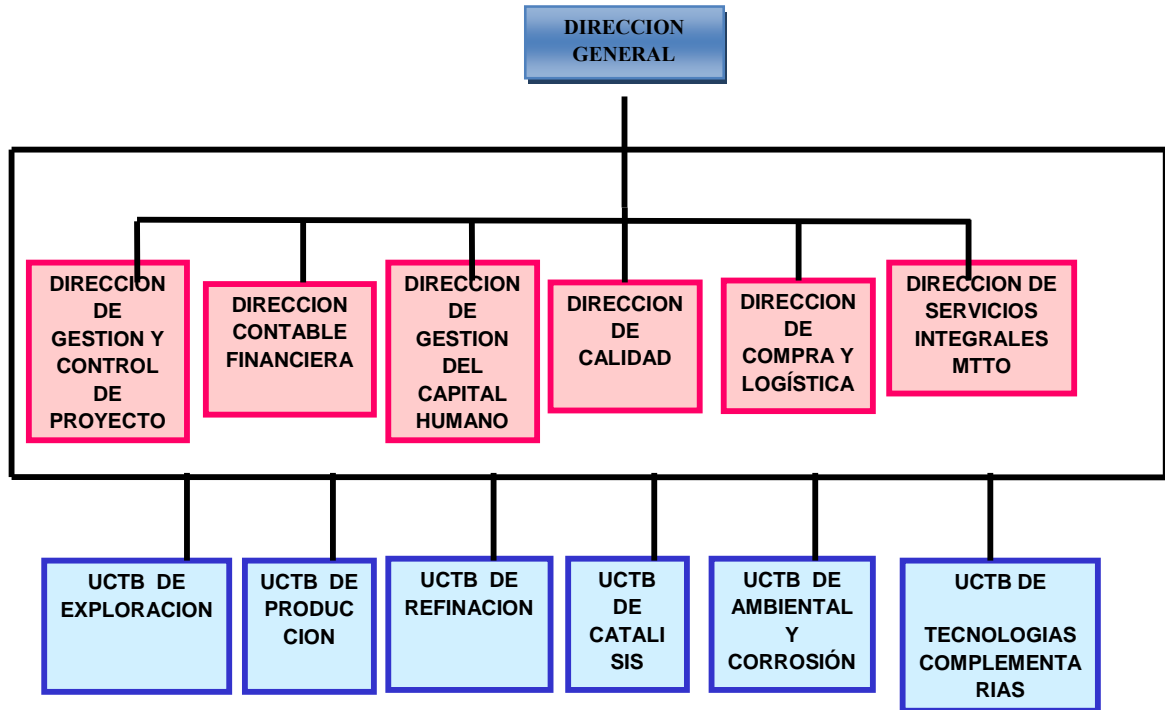 DIRECCION
GENERAL
DIRECCION
DE
GESTION Y
CONTROL
DE
PROYECTO
DIRECCION
CONTABLE
FINANCIERA
DIRECCION
DE
GESTION
DEL
CAPITAL
HUMANO
DIRECCION
DE
CALIDAD
DIRECCION
DE
COMPRA Y
LOGÍSTICA
DIRECCION DE
SERVICIOS
INTEGRALES
MTTO
UCTB DE
EXPLORACION
UCTB DE
PRODUC
CION
UCTB DE
REFINACION
UCTB
DE
CATALI
SIS
UCTB DE
AMBIENTAL
Y
CORROSIÓN
UCTB DE
TECNOLOGIAS
COMPLEMENTA
RIAS